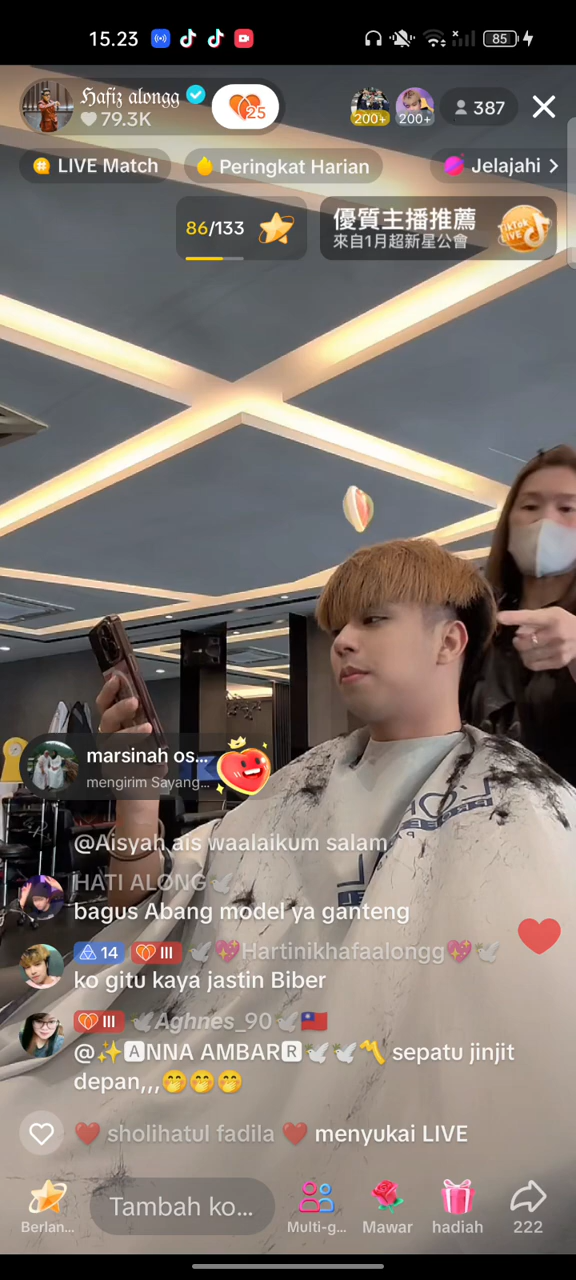 15.23
85
Hafiz alongg
79.3K
25
200+
200+
387
LIVE Match
Peringkat Harian
Jelajahi
86/133
優質主播推薦
來自1月超新星公會
TikTok
LIVE
marsinah os...
mengirim Sayang...
@Aisyah ais waalaikum salam
HATI ALONG🕊
bagus Abang model ya ganteng
14 III 🕊💖Hartinikhafaalongg💖🕊
ko gitu kaya jastin Biber
III 🕊Aghnes_90🕊🇹🇼
@✨🅰NNA AMBAR🆁🕊🕊〽 sepatu jinjit
depan,,,🤭🤭🤭
❤ sholihatul fadila ❤ menyukai LIVE
Berlan...
Tambah ko...
Multi-g...
Mawar
hadiah
222